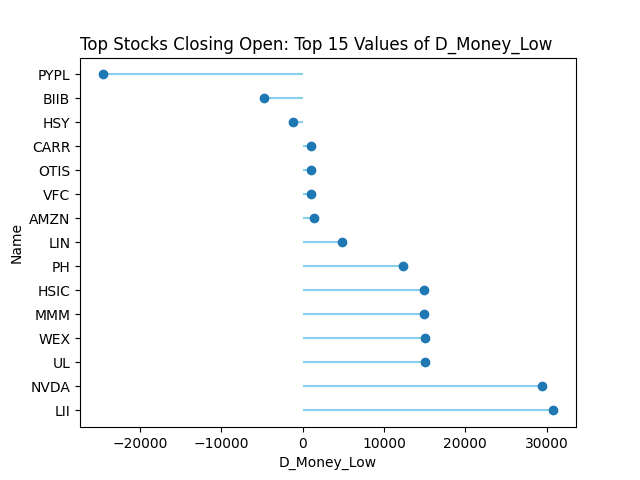 Top Stocks Closing Open: Top 15 Values of D_Money_Low
PYPL
BIIB
HSY
CARR
OTIS
VFC
AMZN
LIN
PH
HSIC
MMM
WEX
UL
NVDA
LII
Name
−20000 −10000 0 10000 20000 30000
D_Money_Low